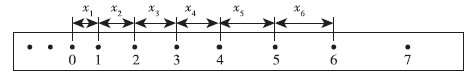 x₁ x₂ x₃ x₄ x₅ x₆
0 1 2 3 4 5 6 7